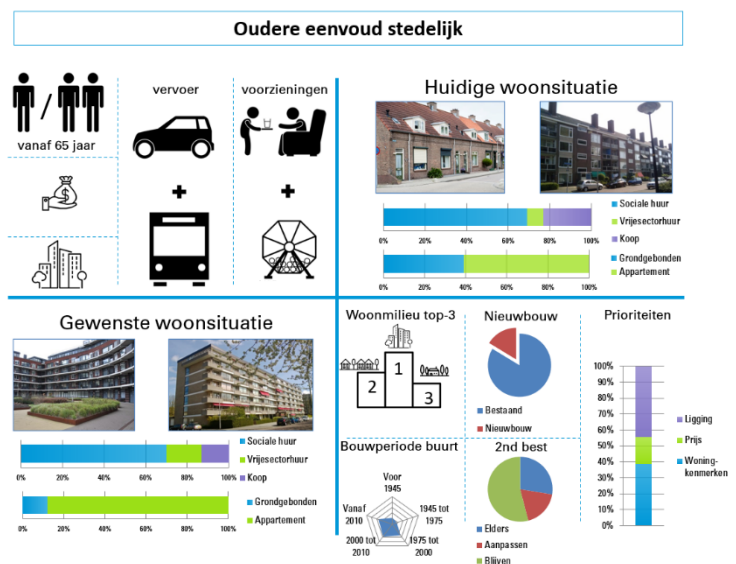 Oudere eenvoud stedelijk
vanaf 65 jaar
vervoer
+
voorzieningen
+
Huidige woonsituatie
Sociale huur
Vrijesectorhuur
Koop
0% 20% 40% 60% 80% 100%
Grondgebonden
Appartement
0% 20% 40% 60% 80% 100%
Gewenste woonsituatie
Sociale huur
Vrijesectorhuur
Koop
0% 20% 40% 60% 80% 100%
Grondgebonden
Appartement
0% 20% 40% 60% 80% 100%
Woonmilieu top-3
1
2
3
Nieuwbouw
Bestaand
Nieuwbouw
Bouwperiode buurt
Voor
1945
1945 tot
1975
1975 tot
2000
2000 tot
2010
Vanaf
2010
2nd best
Elders
Aanpassen
Blijven
Prioriteiten
100%
90%
80%
70%
60%
50%
40%
30%
20%
10%
0%
Ligging
Prijs
Woning-
kenmerken